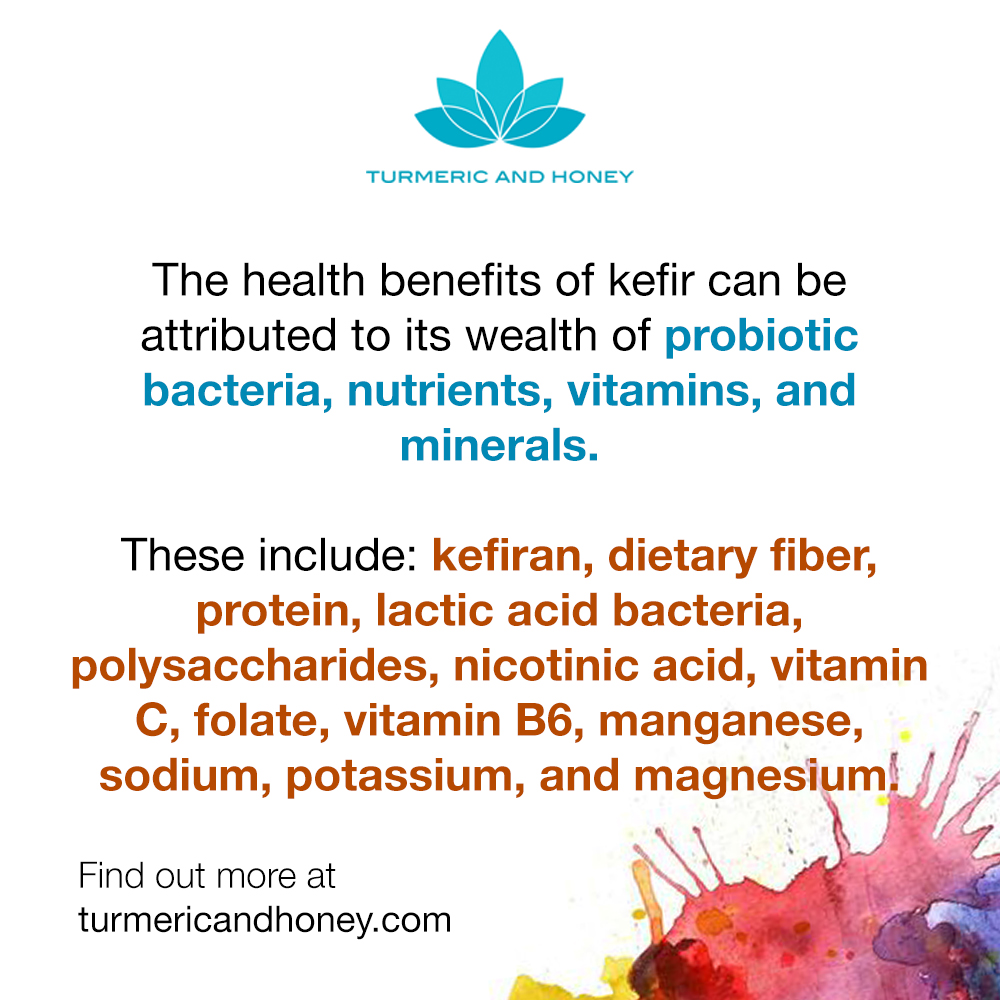 TURMERIC AND HONEY
The health benefits of kefir can be
attributed to its wealth of probiotic
bacteria, nutrients, vitamins, and
minerals.
These include: kefiran, dietary fiber,
protein, lactic acid bacteria,
polysaccharides, nicotinic acid, vitamin
C, folate, vitamin B6, manganese,
sodium, potassium, and magnesium.
Find out more at
turmericandhoney.com